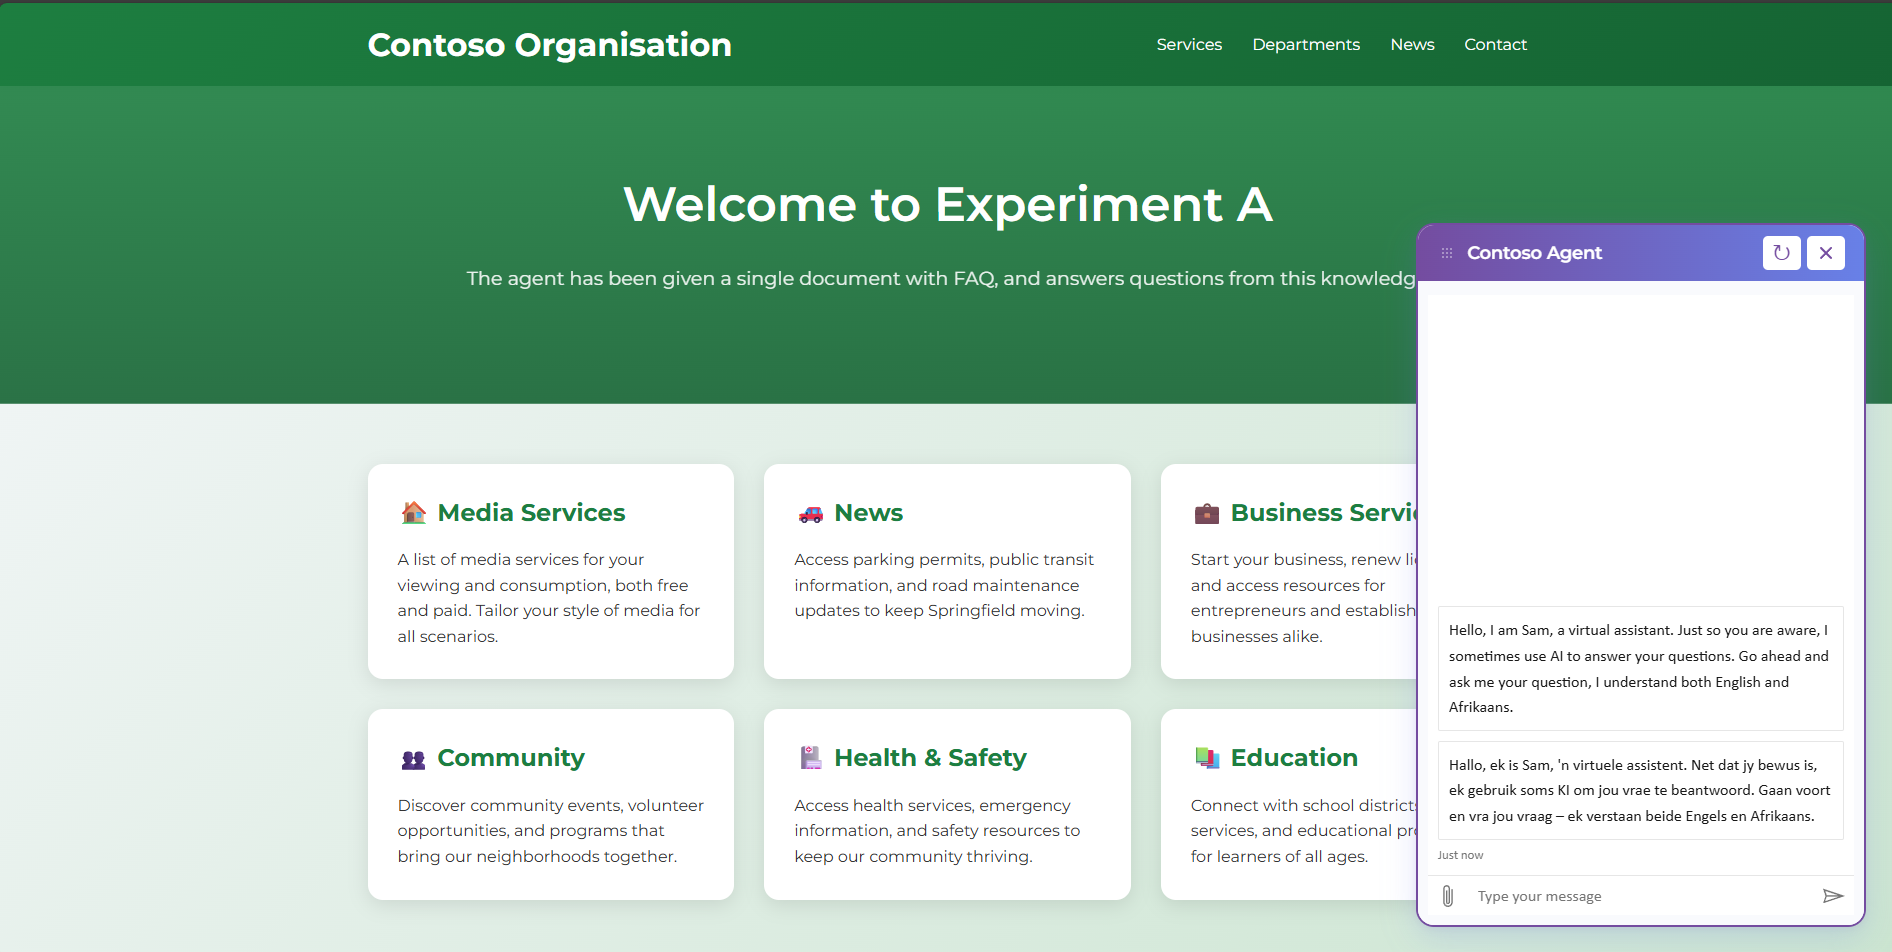 Contoso Organisation
Services Departments News Contact
Welcome to Experiment A
The agent has been given a single document with FAQ, and answers questions from this
Media Services
A list of media services for your
viewing and consumption, both free
and paid. Tailor your style of media for
all scenarios.
News
Access parking permits, public transit
information, and road maintenance
updates to keep Springfield moving.
Business
Start your business, renew
and access resources for
entrepreneurs and
businesses alike.
Community
Discover community events, volunteer
opportunities, and programs that
bring our neighborhoods together.
Health & Safety
Access health services, emergency
information, and safety resources to
keep our community thriving.
Education
Connect with school
services, and educational
for learners of all ages.
Contoso Agent
Hello, I am Sam, a virtual assistant. Just so you are aware, I
sometimes use AI to answer your questions. Go ahead and
ask me your question, I understand both English and
Afrikaans.
Hallo, ek is Sam, 'n virtuele assistent. Net dat jy bewus is,
ek gebruik soms KI om jou vrae te beantwoord. Gaan voort
en vra jou vraag – ek verstaan beide Engels en Afrikaans.
Just now
Type your message